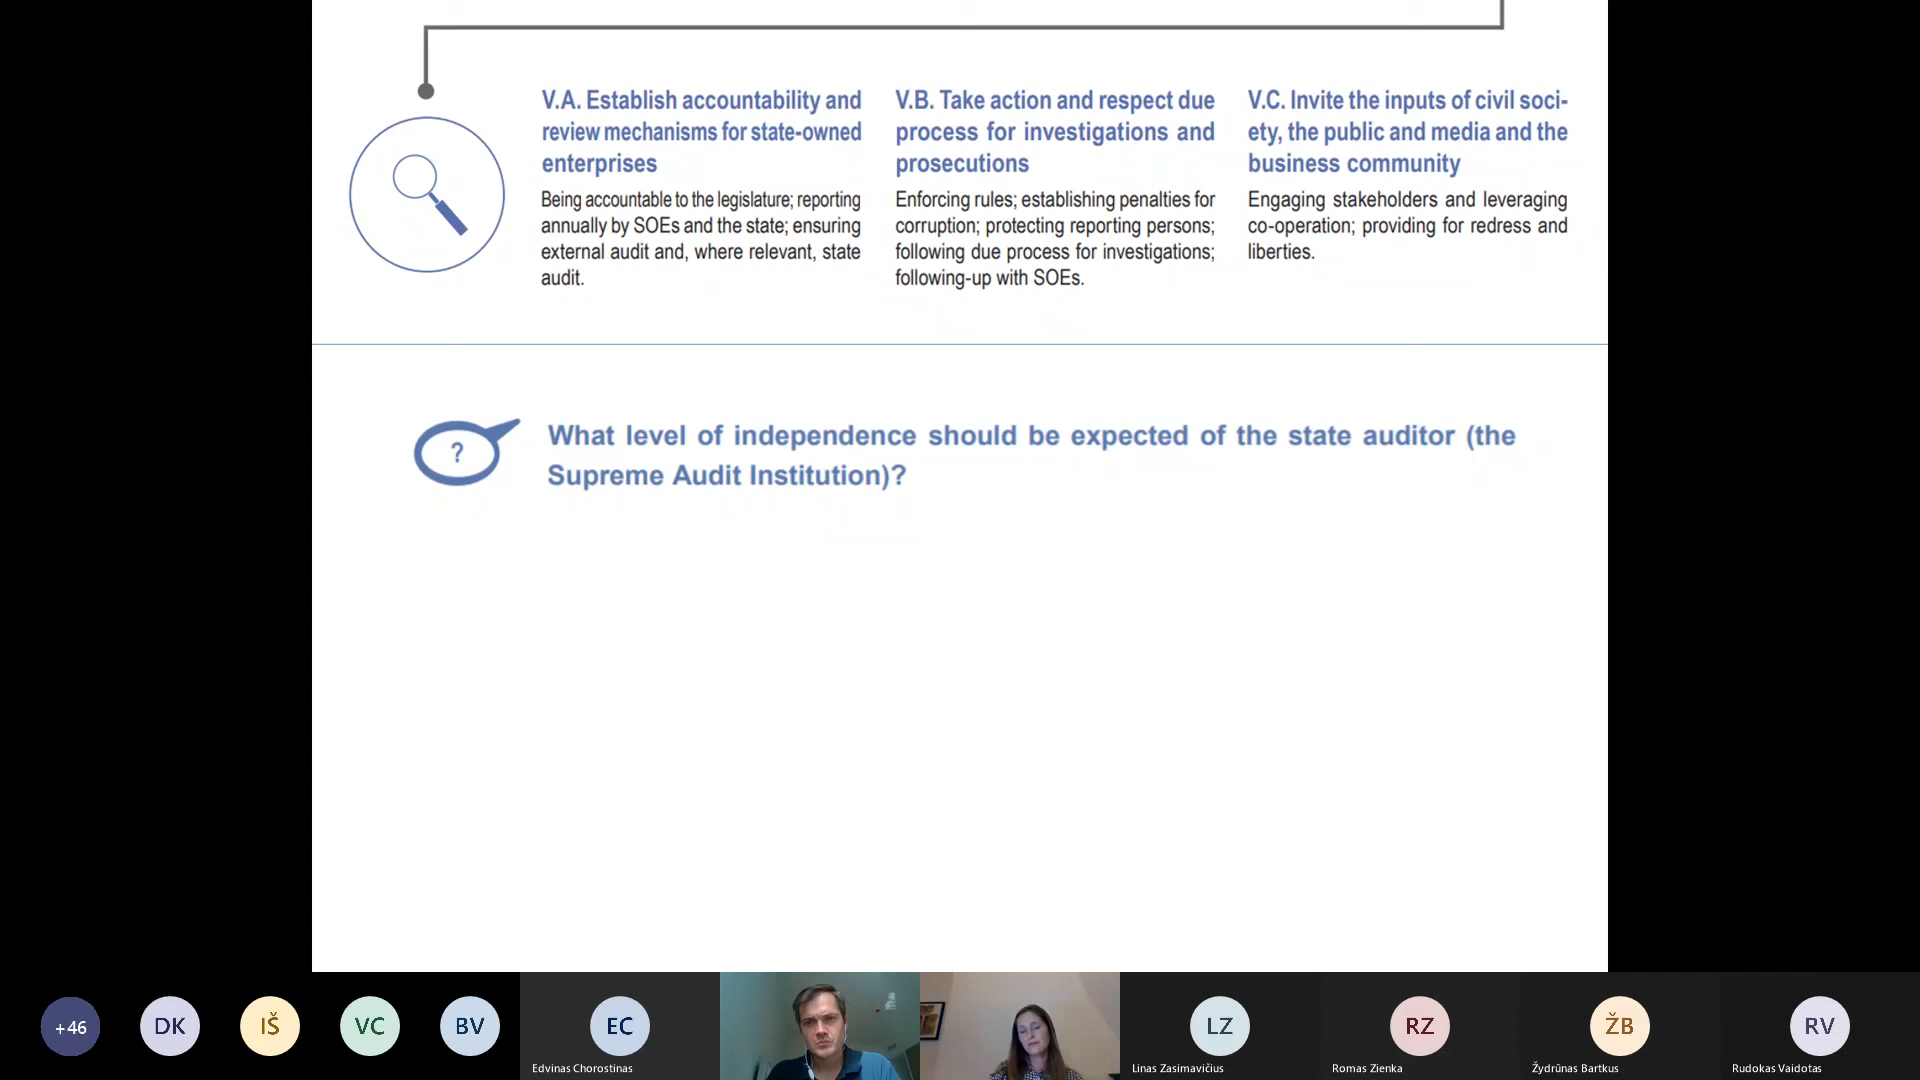 V.A. Establish accountability and
review mechanisms for state-owned
enterprises
Being accountable to the legislature; reporting
annually by SOEs and the state; ensuring
external audit and, where relevant, state
audit.
V.B. Take action and respect due
process for investigations and
prosecutions
Enforcing rules; establishing penalties for
corruption; protecting reporting persons;
following due process for investigations;
following-up with SOEs.
V.C. Invite the inputs of civil soci-
ety, the public and media and the
business community
Engaging stakeholders and leveraging
co-operation; providing for redress and
liberties.
?
What level of independence should be expected of the state auditor (the
Supreme Audit Institution)?
+46
DK
IŠ
VC
BV
EC
Edvinas Chorostinas
LZ
Linas Zasimavičius
RZ
Romas Zienka
ŽB
Žydrūnas Bartkus
RV
Rudokas Vaidotas